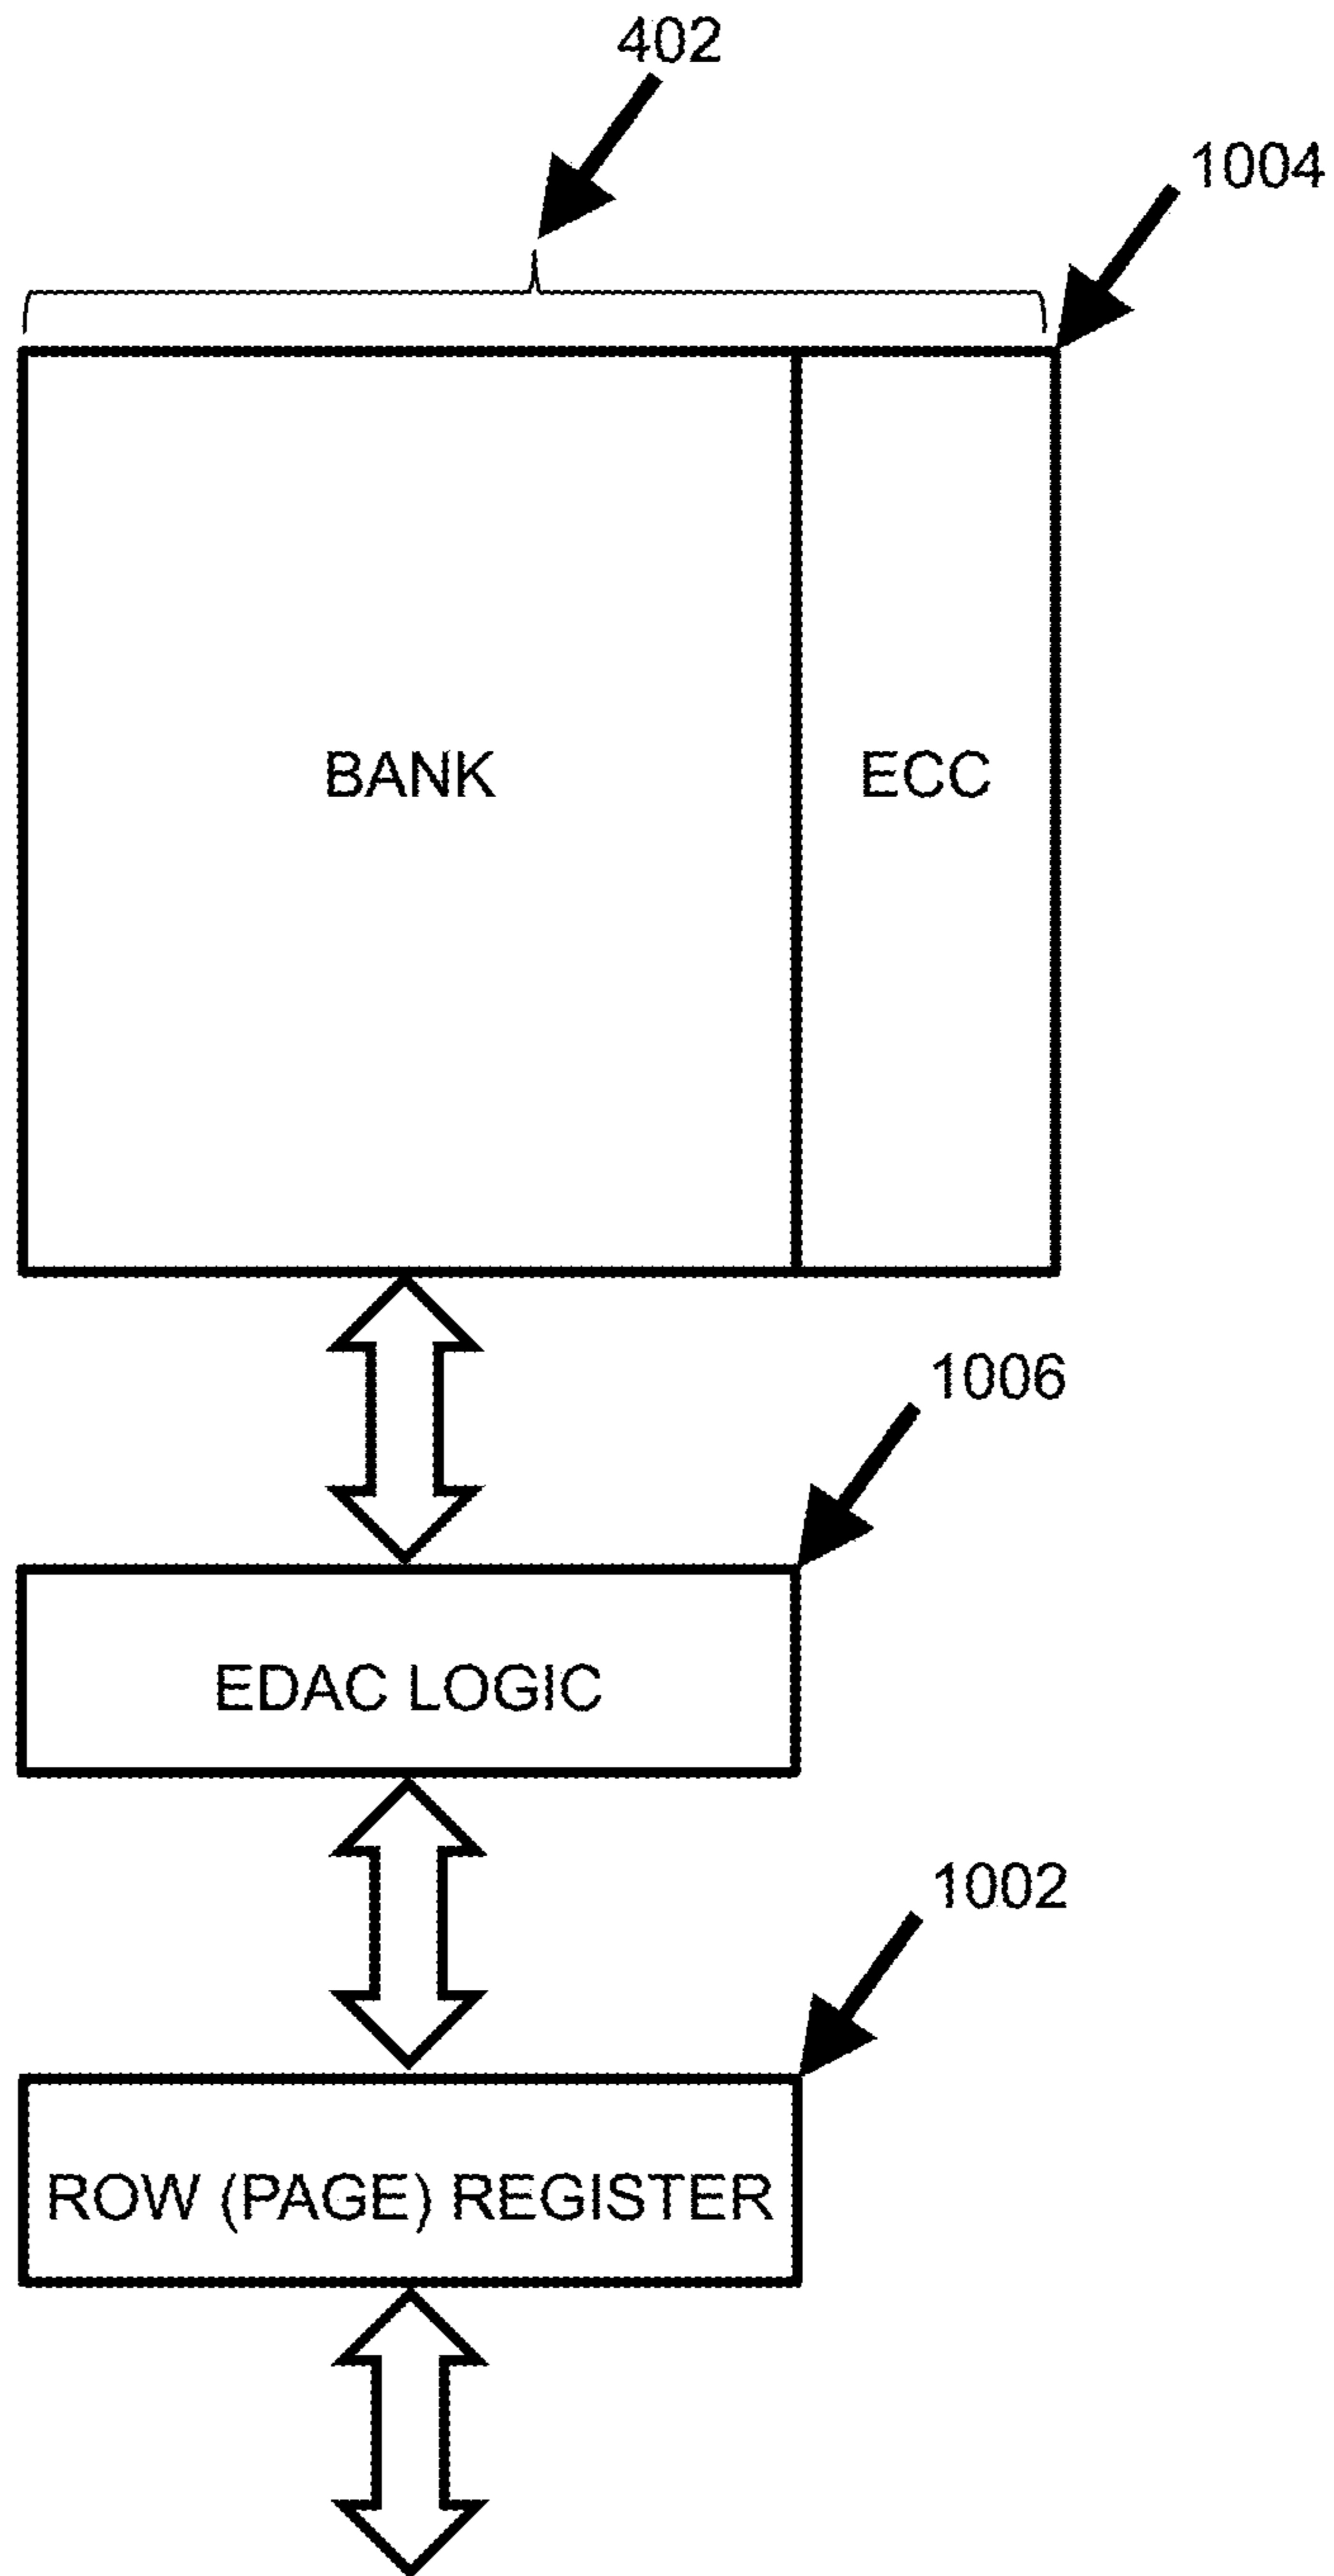 402
1004
BANK
ECC
1006
EDAC LOGIC
1002
ROW (PAGE) REGISTER